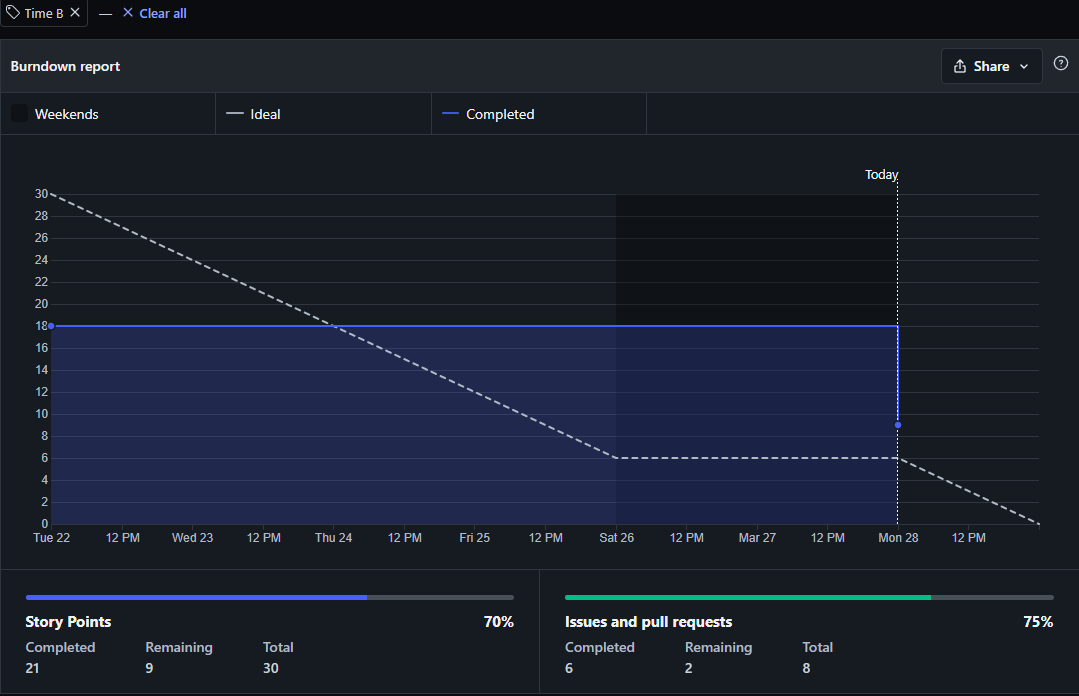 Time B × — × Clear all
Burndown report
Share
?
Weekends
Ideal
Completed
Today
30
28
26
24
22
20
18
16
14
12
10
8
6
4
2
0
Tue 22 12 PM Wed 23 12 PM Thu 24 12 PM Fri 25 12 PM Sat 26 12 PM Mar 27 12 PM Mon 28 12 PM
Story Points 70%
Completed Remaining Total
21 9 30
Issues and pull requests 75%
Completed Remaining Total
6 2 8